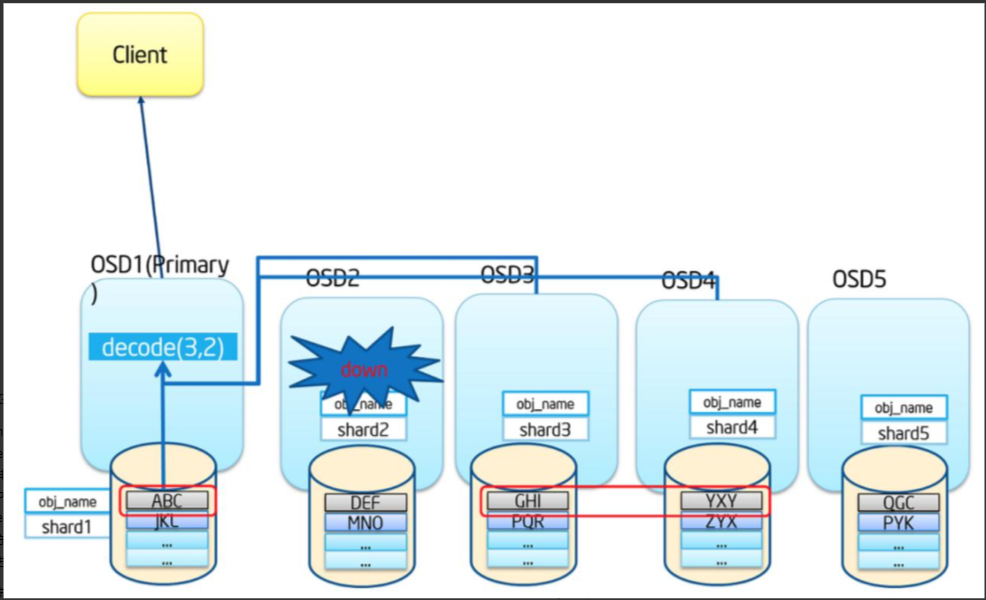 Client
OSD1(Primary
)
OSD2
OSD3
OSD4
OSD5
decode(3,2)
down
obj_name
shard2
obj_name
shard3
obj_name
shard4
obj_name
shard5
obj_name
shard1
ABC
JKL
...
...
DEF
MNO
...
...
GHI
PQR
...
...
YXY
ZYX
...
...
QGC
PYK
...
...